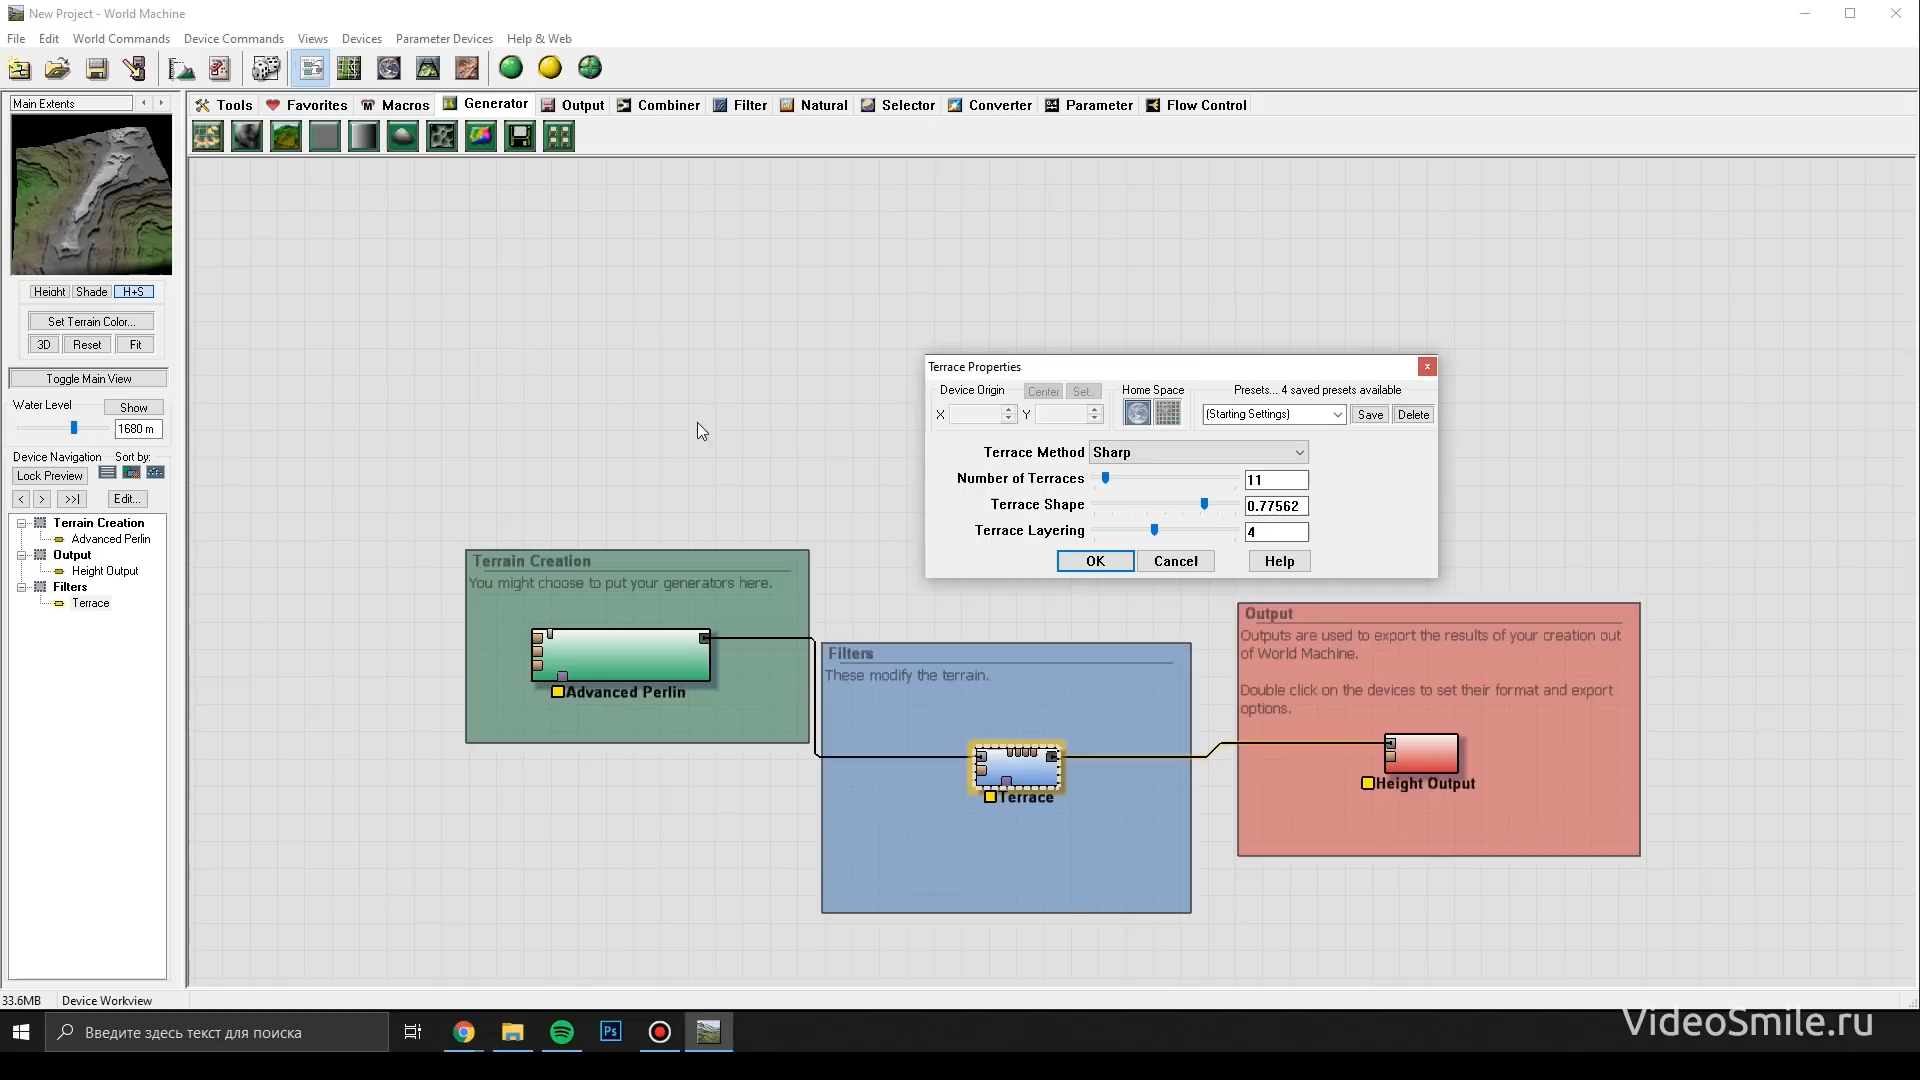 New Project - World Machine
File Edit World Commands Device Commands Views Devices Parameter Devices Help & Web
Main Extents
Tools Favorites Macros Generator Output Combiner Filter Natural Selector Converter Parameter Flow Control
Height Shade H+S
Set Terrain Color...
3D Reset Fit
Toggle Main View
Water Level Show
1680 m
Device Navigation Sort by:
Lock Preview
< > >>| Edit...
Terrain Creation
Advanced Perlin
Output
Height Output
Filters
Terrace
Terrace Properties x
Device Origin Center Set... Home Space Presets... 4 saved presets available
X Y (Starting Settings) Save Delete
Terrace Method Sharp
Number of Terraces 11
Terrace Shape 0.77562
Terrace Layering 4
OK Cancel Help
Terrain Creation
You might choose to put your generators here.
Advanced Perlin
Filters
These modify the terrain.
Terrace
Output
Outputs are used to export the results of your creation out
of World Machine.
Double click on the devices to set their format and export
options.
Height Output
33.6MB Device Workview
Введите здесь текст для поиска
Ps
VideoSmile.ru